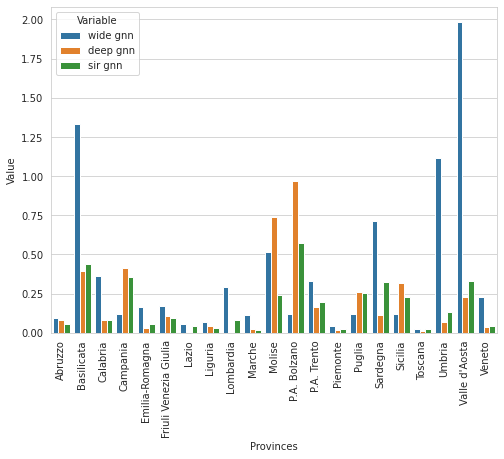 Variable
wide gnn
deep gnn
sir gnn
2.00
1.75
1.50
1.25
1.00
0.75
0.50
0.25
0.00
Value
Abruzzo
Basilicata
Calabria
Campania
Emilia-Romagna
Friuli Venezia Giulia
Lazio
Liguria
Lombardia
Marche
Molise
P.A. Bolzano
P.A. Trento
Piemonte
Puglia
Sardegna
Sicilia
Toscana
Umbria
Valle d'Aosta
Veneto
Provinces